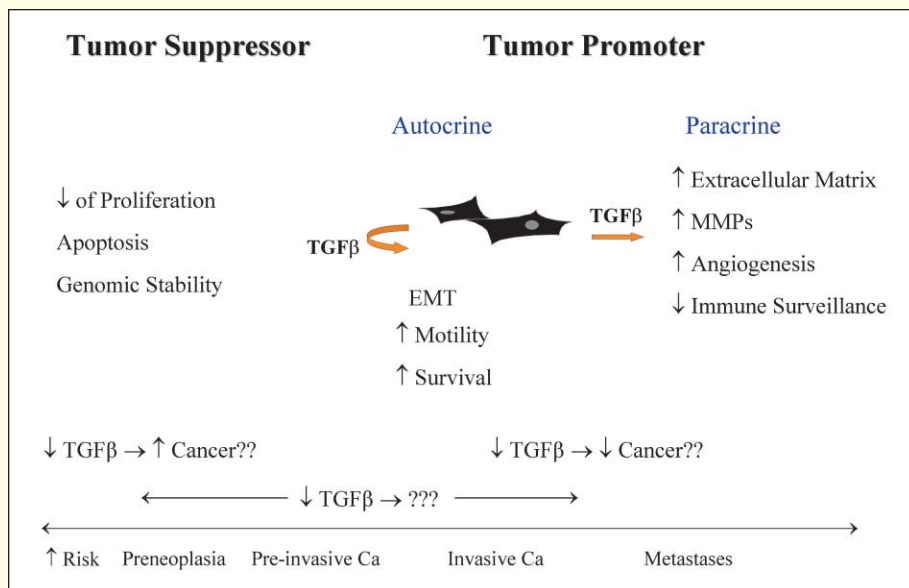 Tumor Suppressor
Tumor Promoter
Autocrine
Paracrine
↓ of Proliferation
Apoptosis
Genomic Stability
TGFβ
TGFβ
EMT
↑ Motility
↑ Survival
↑ Extracellular Matrix
↑ MMPs
↑ Angiogenesis
↓ Immune Surveillance
↓ TGFβ → ↑ Cancer??
↓ TGFβ → ↓ Cancer??
↓ TGFβ → ???
↑ Risk
Preneoplasia
Pre-invasive Ca
Invasive Ca
Metastases